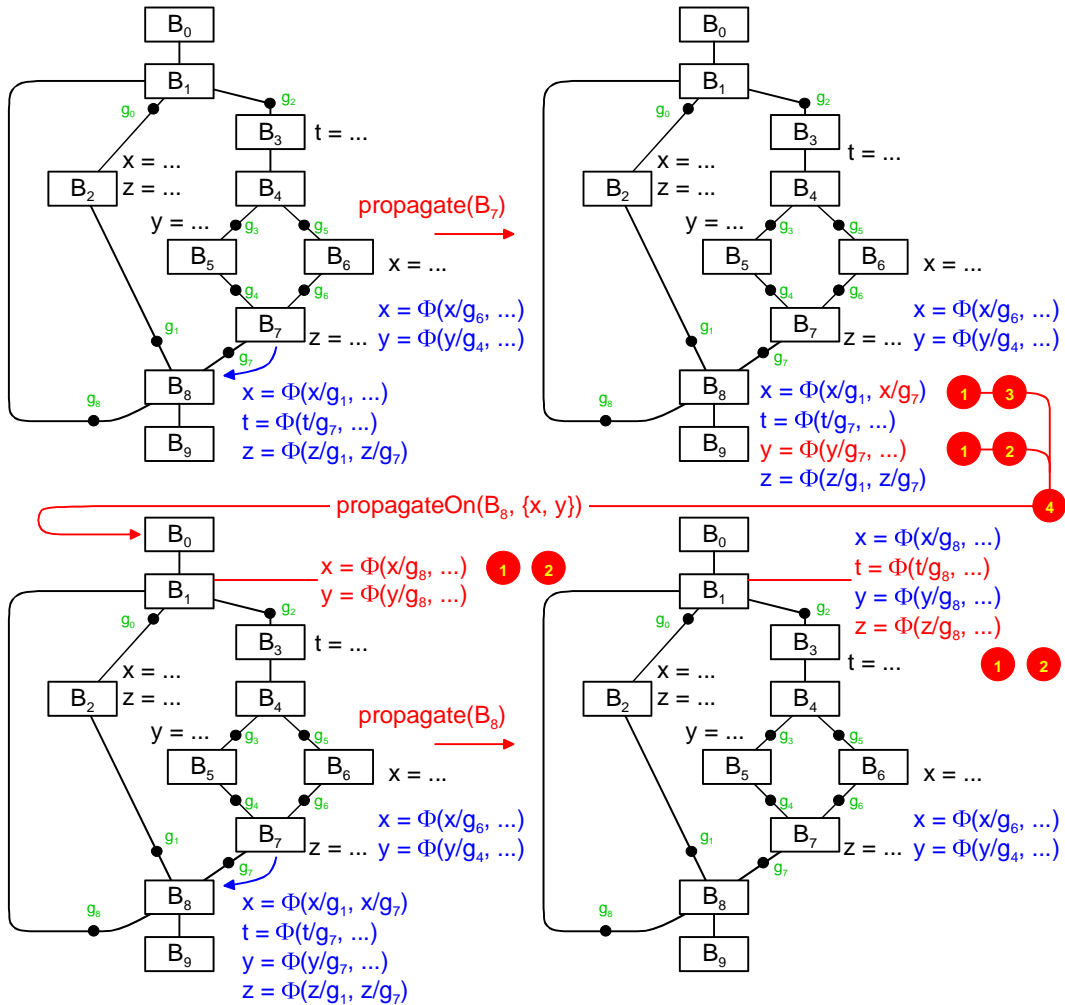 B₀
B₁
g₀
g₂
B₃ t = ...
x = ...
B₂ z = ...
B₄
y = ... g₃ g₅
B₅ B₆
x = ...
g₄ g₆
x = Φ(x/g₆, ...)
B₇ z = ... y = Φ(y/g₄, ...)
g₁ g₇
B₈
g₈
x = Φ(x/g₁, ...)
t = Φ(t/g₇, ...)
B₉
z = Φ(z/g₁, z/g₇)
propagate(B₇)
B₀
B₁
g₀
g₂
B₃
t = ...
x = ...
B₂ z = ...
B₄
y = ... g₃ g₅
B₅ B₆
x = ...
g₄ g₆
x = Φ(x/g₆, ...)
B₇ z = ... y = Φ(y/g₄, ...)
g₁ g₇
B₈
g₈
B₉
x = Φ(x/g₁, x/g₇) 1 3
t = Φ(t/g₇, ...)
y = Φ(y/g₇, ...) 1 2
z = Φ(z/g₁, z/g₇)
4
propagateOn(B₈, {x, y})
B₀
B₁
x = Φ(x/g₈, ...) 1 2
y = Φ(y/g₈, ...)
g₀
g₂
B₃ t = ...
x = ...
B₂ z = ...
B₄
y = ... g₃ g₅
B₅ B₆
x = ...
g₄ g₆
x = Φ(x/g₆, ...)
B₇ z = ... y = Φ(y/g₄, ...)
g₁ g₇
B₈
g₈
x = Φ(x/g₁, x/g₇)
t = Φ(t/g₇, ...)
B₉
y = Φ(y/g₇, ...)
z = Φ(z/g₁, z/g₇)
propagate(B₈)
B₀
x = Φ(x/g₈, ...)
t = Φ(t/g₈, ...)
B₁
y = Φ(y/g₈, ...)
z = Φ(z/g₈, ...)
1 2
g₀
g₂
B₃
t = ...
x = ...
B₂ z = ...
B₄
y = ... g₃ g₅
B₅ B₆
x = ...
g₄ g₆
x = Φ(x/g₆, ...)
B₇ z = ... y = Φ(y/g₄, ...)
g₁ g₇
B₈
g₈
B₉